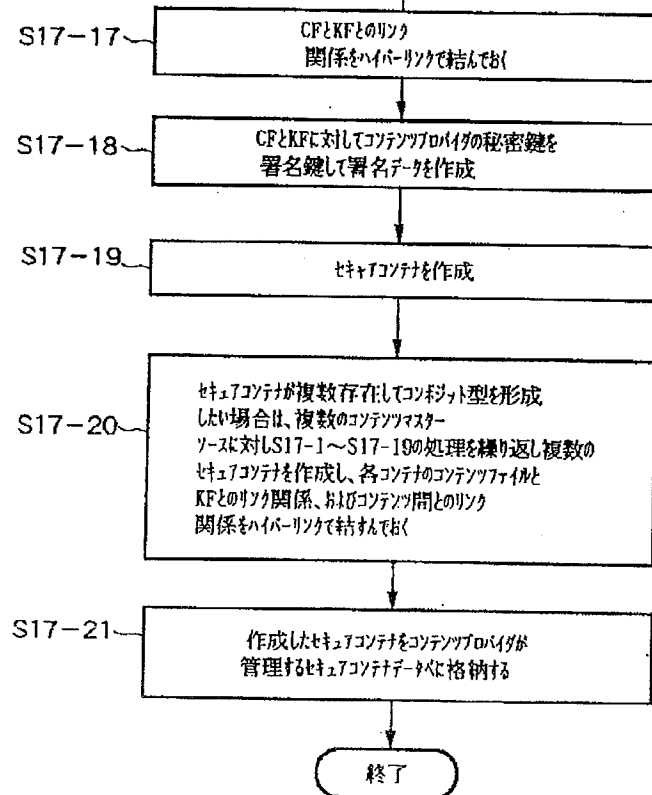 S17-17
CFとKFとのリンク
関係をハイパーリンクで結んでおく
S17-18
CFとKFに対してコンテンツプロバイダの秘密鍵を
署名鍵して署名データを作成
S17-19
セキャアコンテナを作成
S17-20
セキュアコンテナが複数存在してコンポジット型を形成
したい場合は、複数のコンテンツマスター
ソースに対しS17-1～S17-19の処理を繰り返し複数の
セキュアコンテナを作成し、各コンテナのコンテンツファイルと
KFとのリンク関係、およびコンテンツ間とのリンク
関係をハイパーリンクで結すんでおく
S17-21
作成したセキュアコンテナをコンテンツプロバイダが
管理するセキュアコンテナデータベに格納する
終了